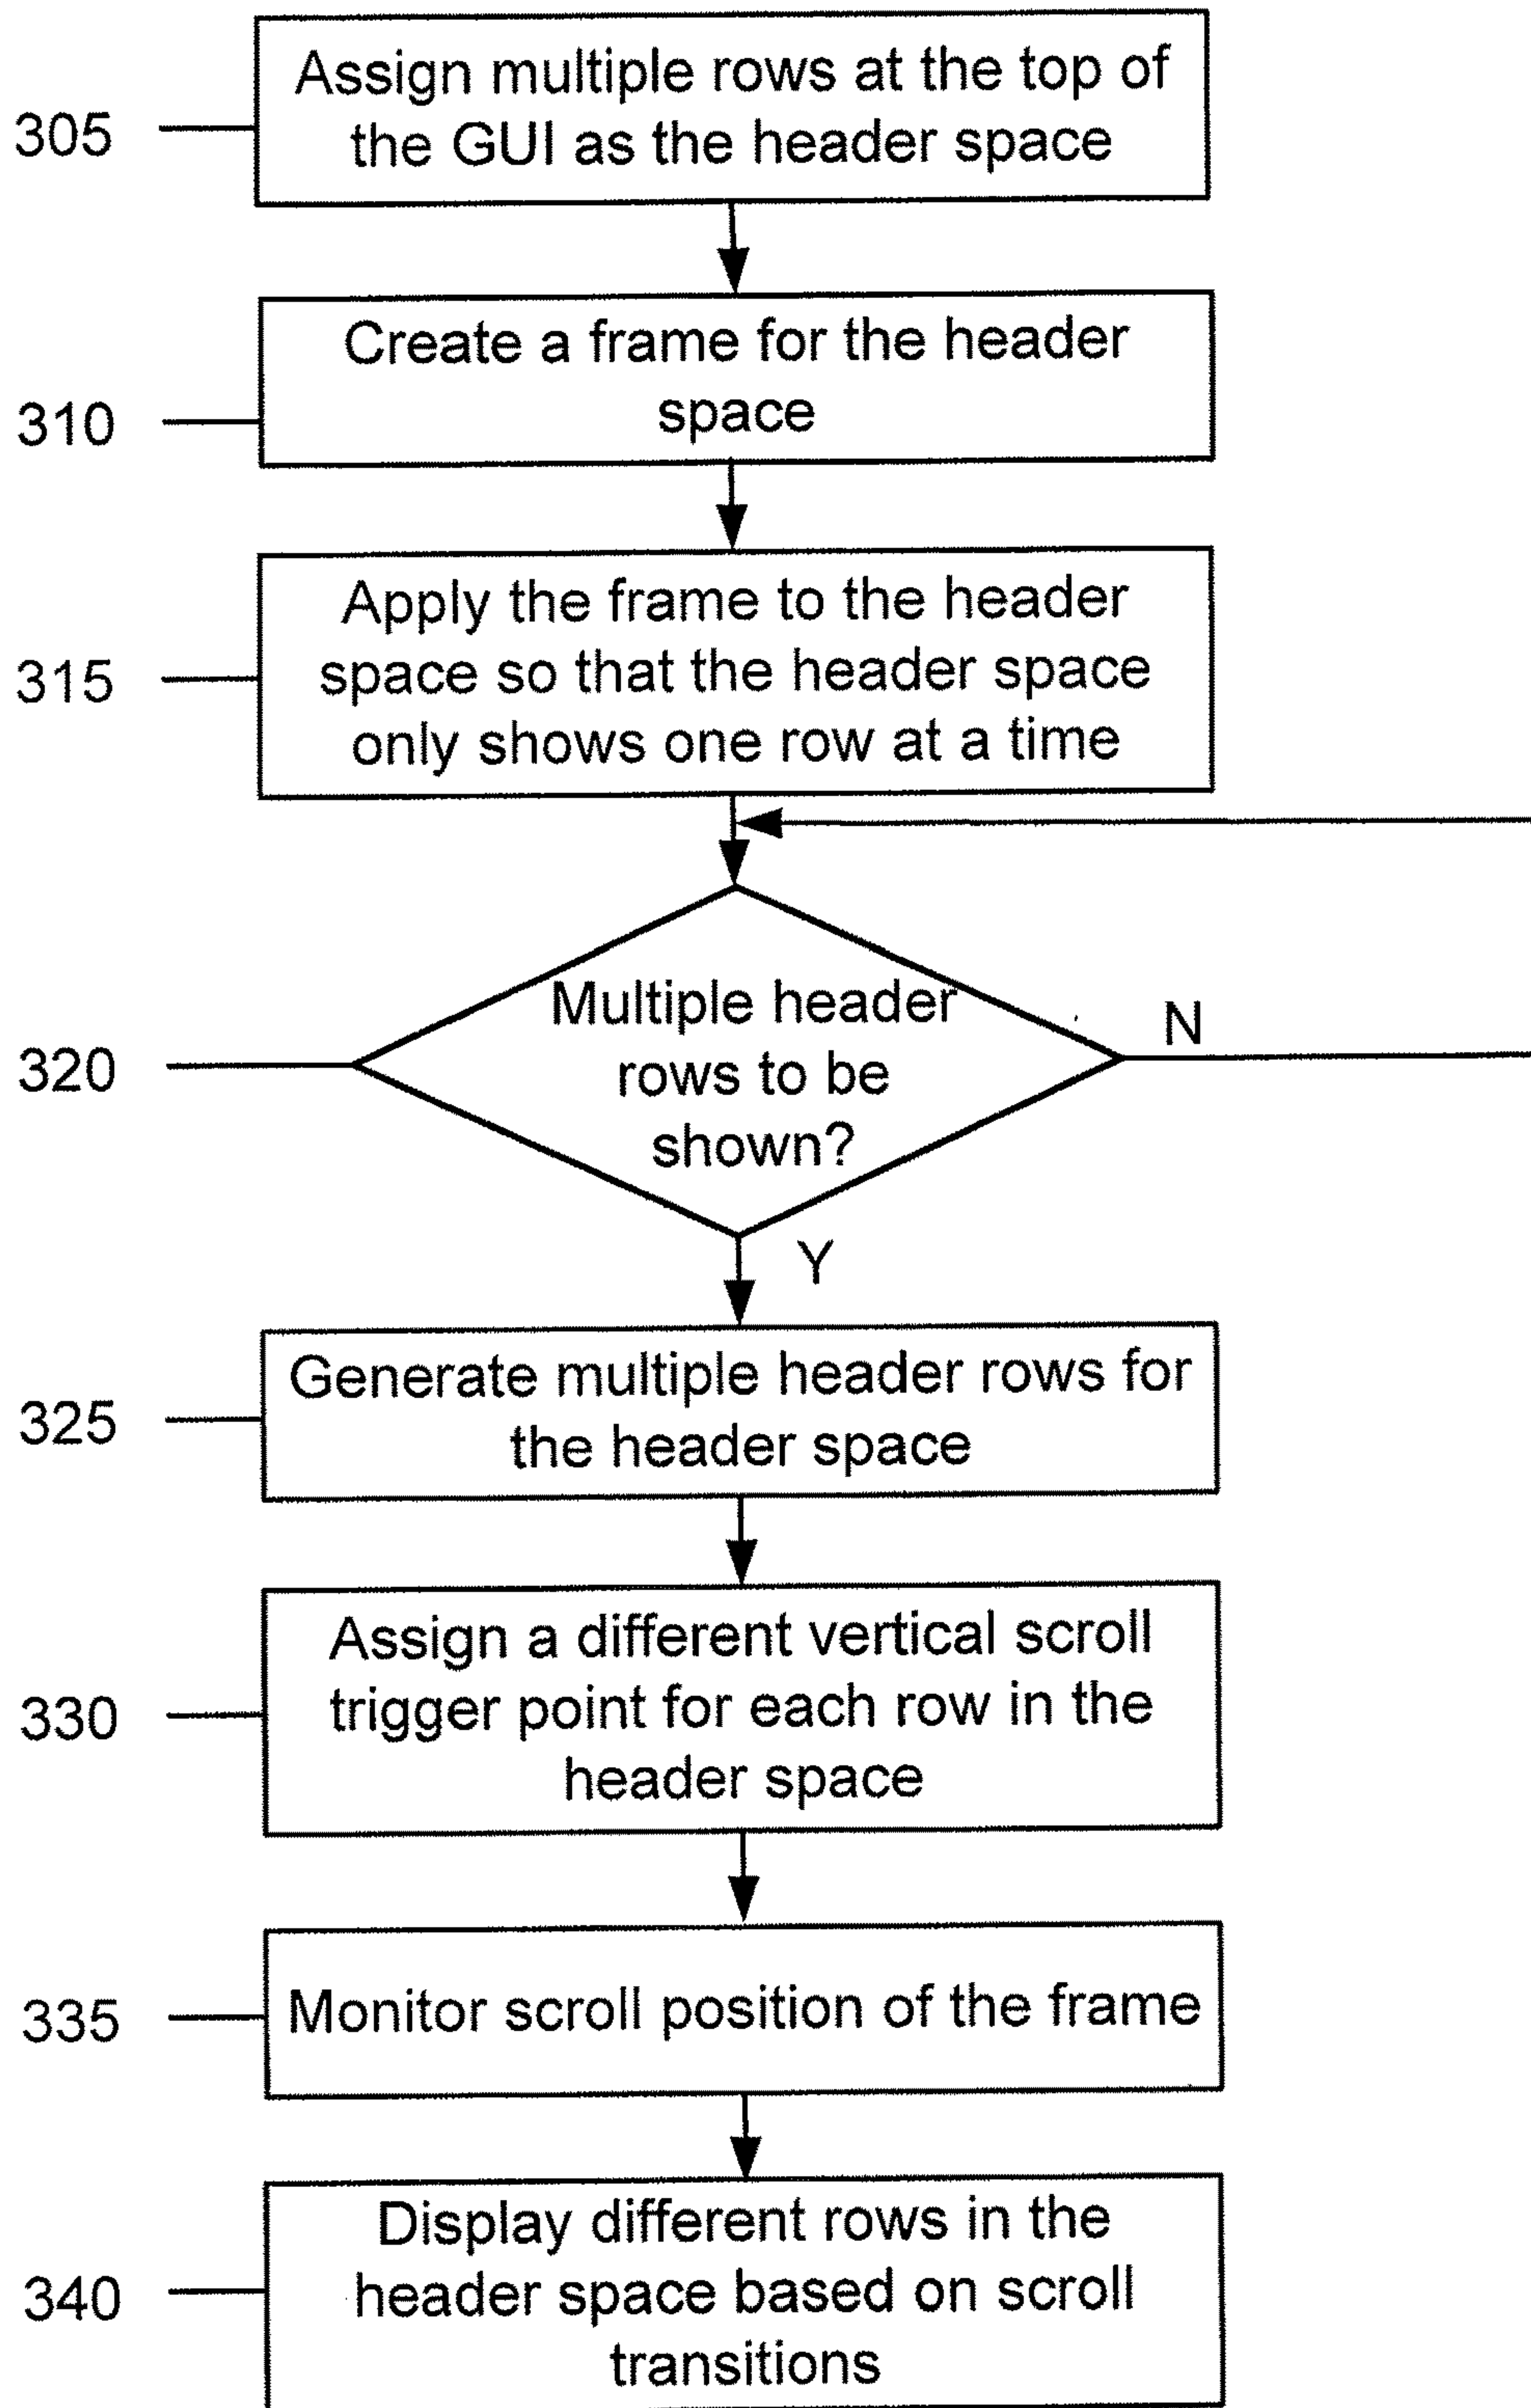 305
Assign multiple rows at the top of
the GUI as the header space
310
Create a frame for the header
space
315
Apply the frame to the header
space so that the header space
only shows one row at a time
320
Multiple header
rows to be
shown?
N
Y
325
Generate multiple header rows for
the header space
330
Assign a different vertical scroll
trigger point for each row in the
header space
335
Monitor scroll position of the frame
340
Display different rows in the
header space based on scroll
transitions